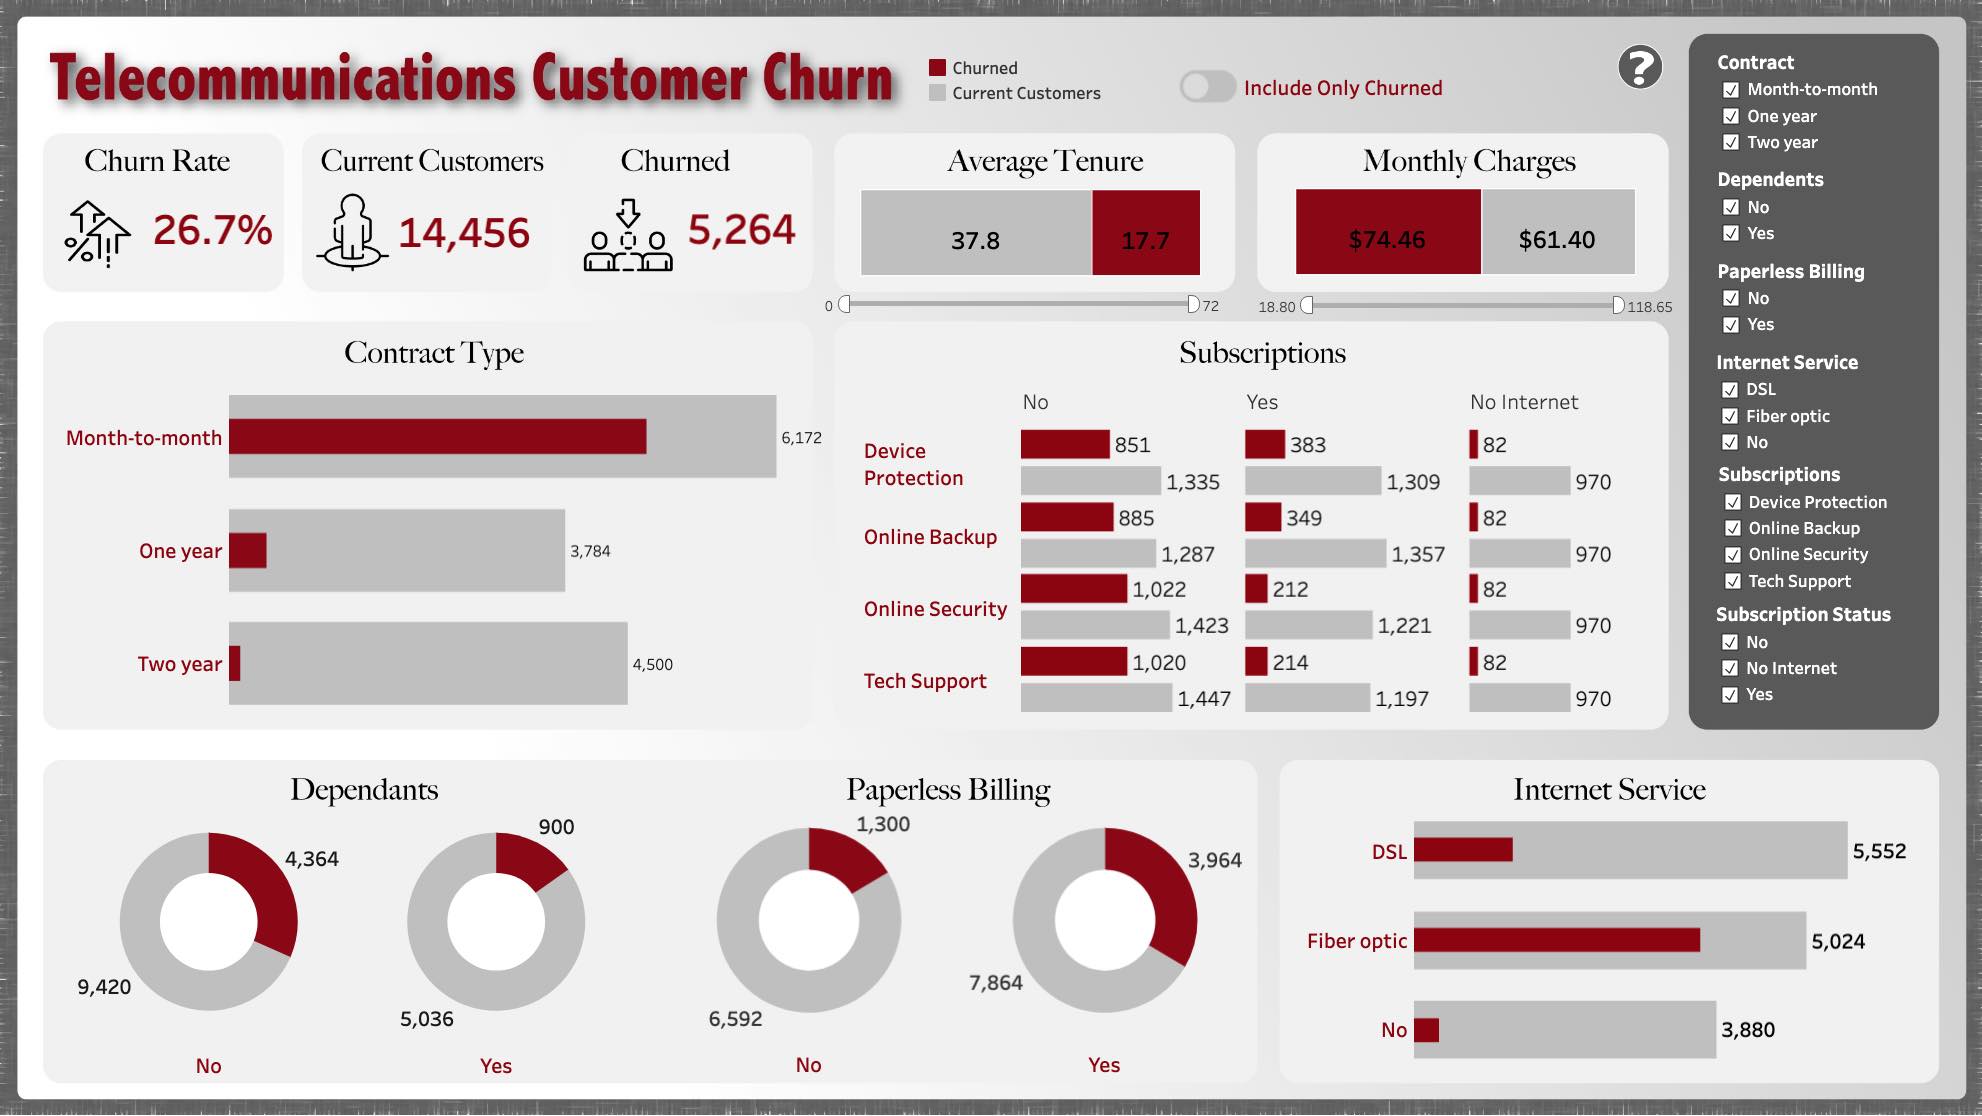 Telecommunications Customer Churn
Churned
Current Customers
Include Only Churned
?
Churn Rate
26.7%
Current Customers
14,456
Churned
5,264
Average Tenure
37.8
17.7
0
72
Monthly Charges
$74.46
$61.40
18.80
118.65
Contract Type
Month-to-month
6,172
One year
3,784
Two year
4,500
Subscriptions
No
Yes
No Internet
Device
Protection
851
383
82
1,335
1,309
970
Online Backup
885
349
82
1,287
1,357
970
Online Security
1,022
212
82
1,423
1,221
970
Tech Support
1,020
214
82
1,447
1,197
970
Contract
Month-to-month
One year
Two year
Dependents
No
Yes
Paperless Billing
No
Yes
Internet Service
DSL
Fiber optic
No
Subscriptions
Device Protection
Online Backup
Online Security
Tech Support
Subscription Status
No
No Internet
Yes
Dependants
4,364
9,420
No
900
5,036
Yes
Paperless Billing
1,300
6,592
No
3,964
7,864
Yes
Internet Service
DSL
5,552
Fiber optic
5,024
No
3,880